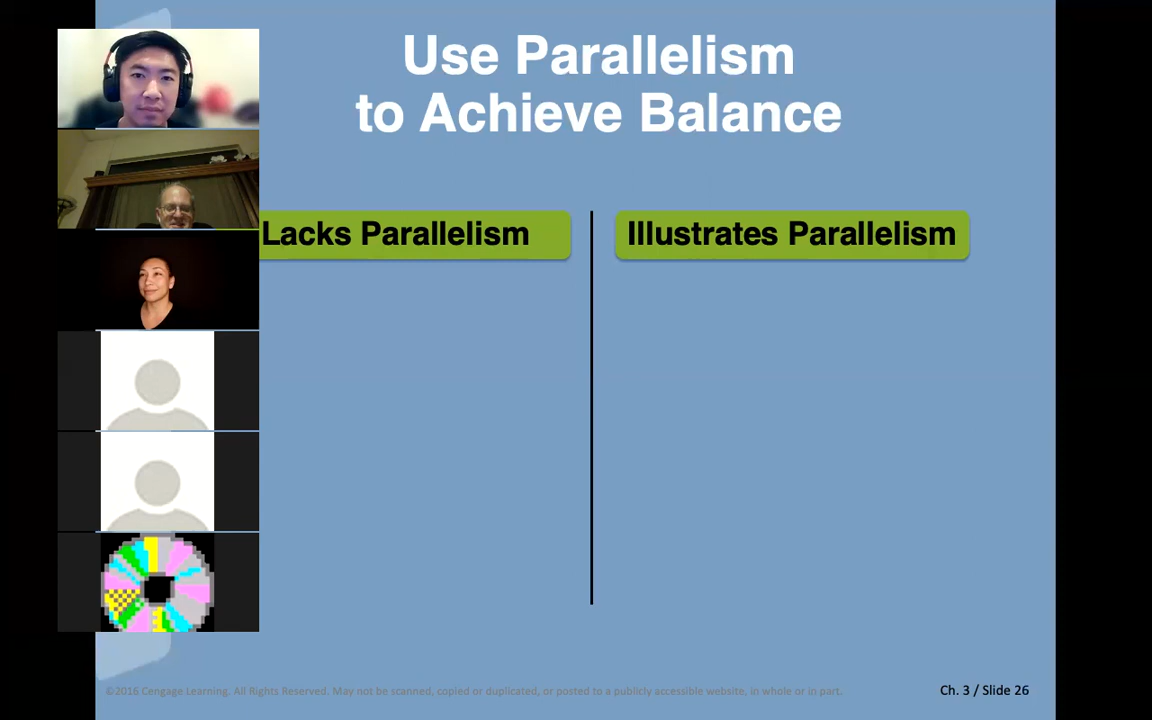 Use Parallelism
to Achieve Balance
Lacks Parallelism
Illustrates Parallelism
©2016 Cengage Learning. All Rights Reserved. May not be scanned, copied or duplicated, or posted to a publicly accessible website, in whole or in part.
Ch. 3 / Slide 26